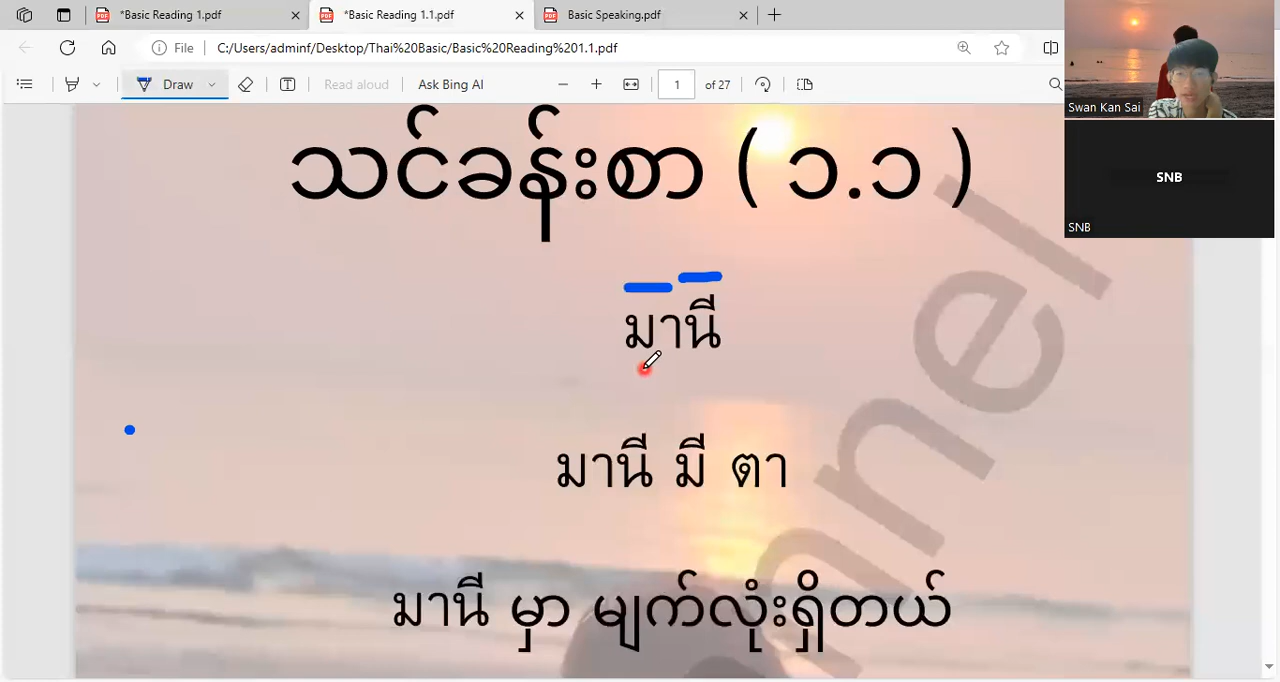 *Basic Reading 1.pdf
*Basic Reading 1.1.pdf
Basic Speaking.pdf
File
C:/Users/adminf/Desktop/Thai%20Basic/Basic%20Reading%201.1.pdf
Draw
Read aloud
Ask Bing AI
1 of 27
Swan Kan Sai
SNB
SNB
သင်ခန်းစာ ( ၁.၁ )
มานี
มานี มี ตา
มานี မှာ မျက်လုံးရှိတယ်